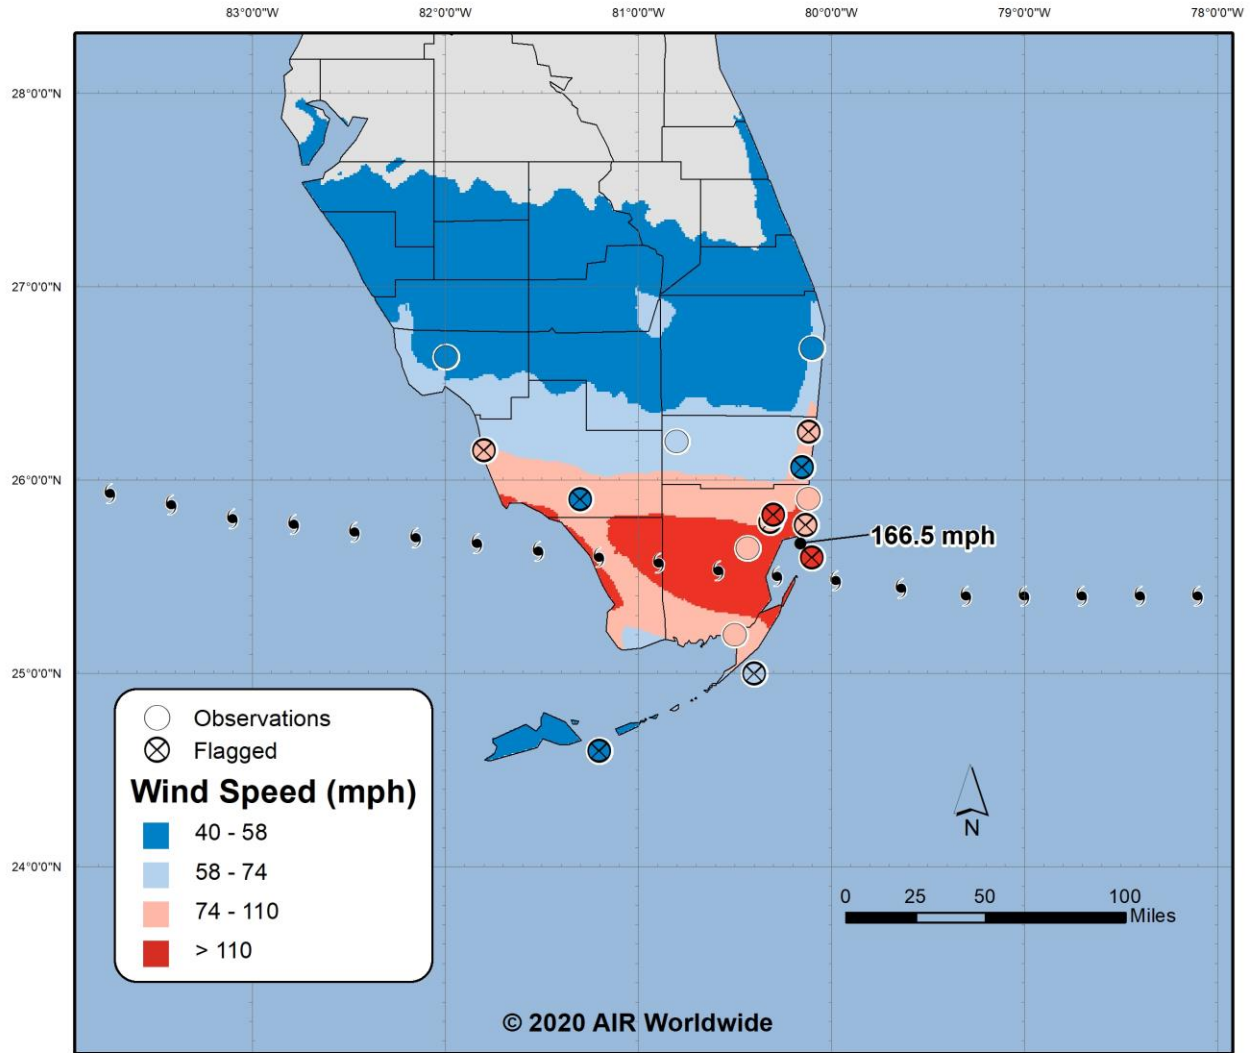 83°0'0"W 82°0'0"W 81°0'0"W 80°0'0"W 79°0'0"W 78°0'0"W
28°0'0"N
27°0'0"N
26°0'0"N
166.5 mph
25°0'0"N
Observations
Flagged
Wind Speed (mph)
40 - 58
58 - 74
74 - 110
> 110
N
24°0'0"N
0 25 50 100
Miles
© 2020 AIR Worldwide